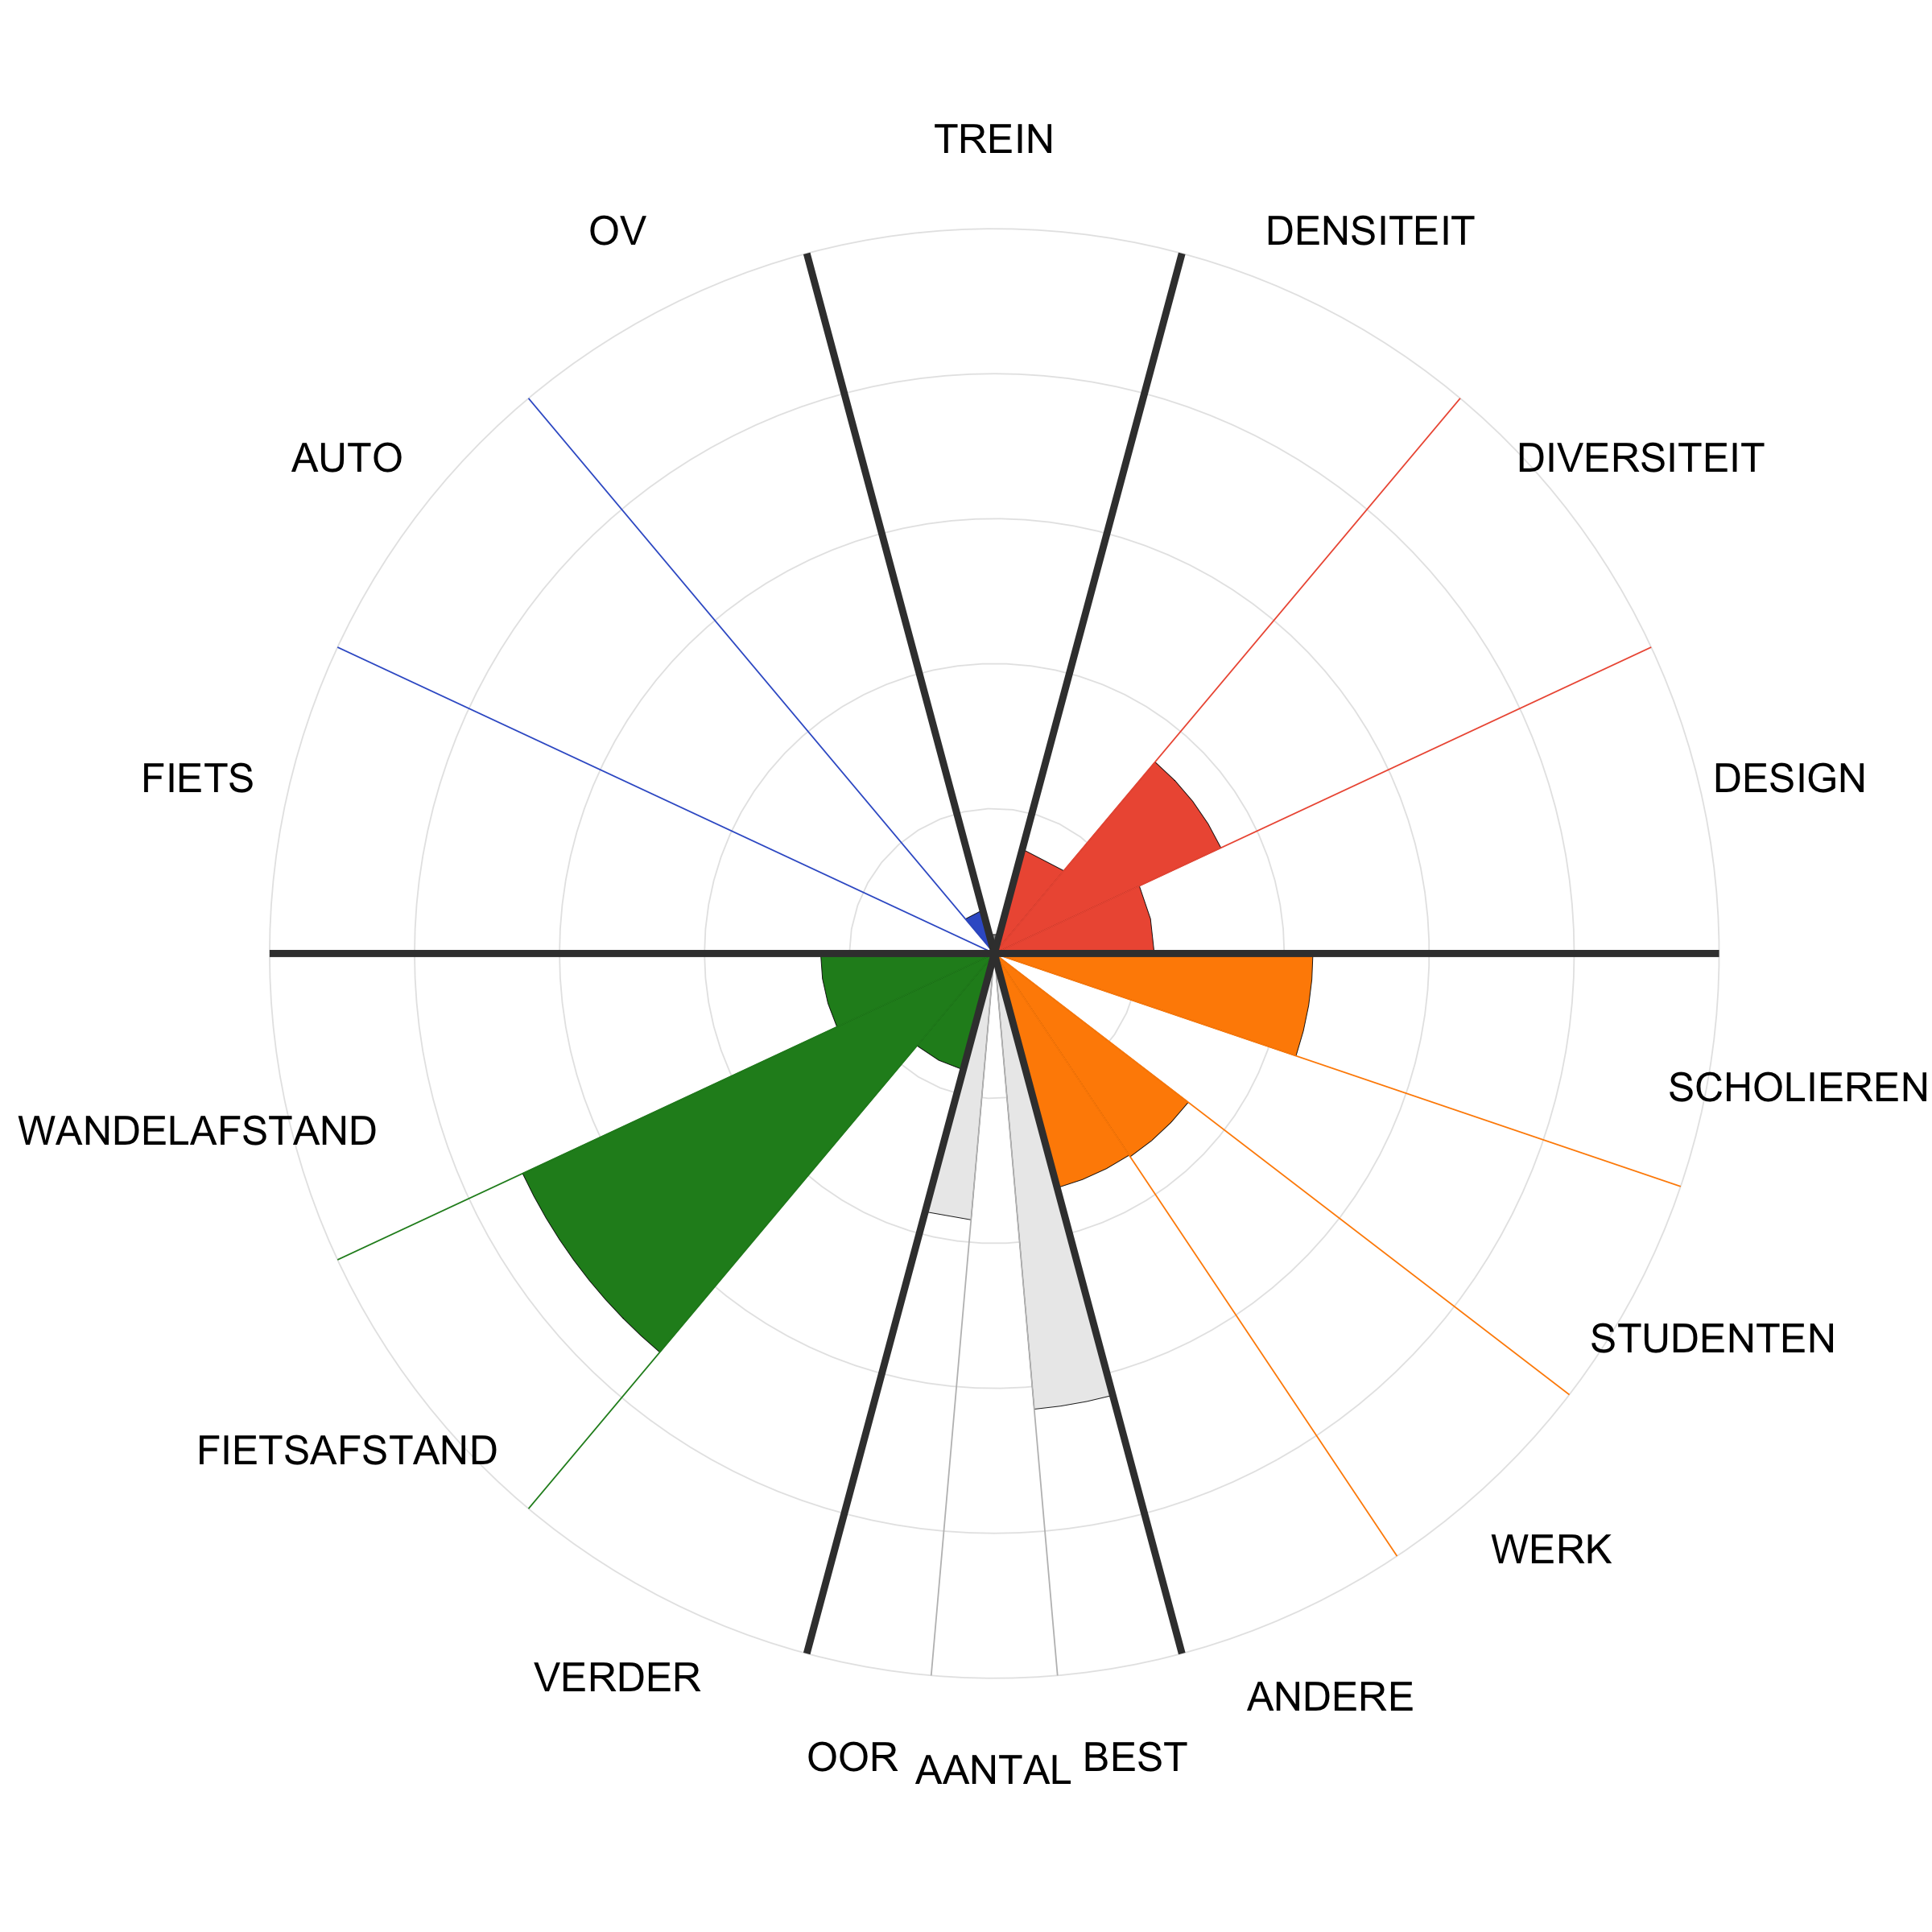 TREIN
OV
DENSITEIT
AUTO
DIVERSITEIT
FIETS
DESIGN
SCHOLIEREN
WANDELAFSTAND
STUDENTEN
FIETSAFSTAND
WERK
VERDER
ANDERE
OOR
AANTAL
BEST